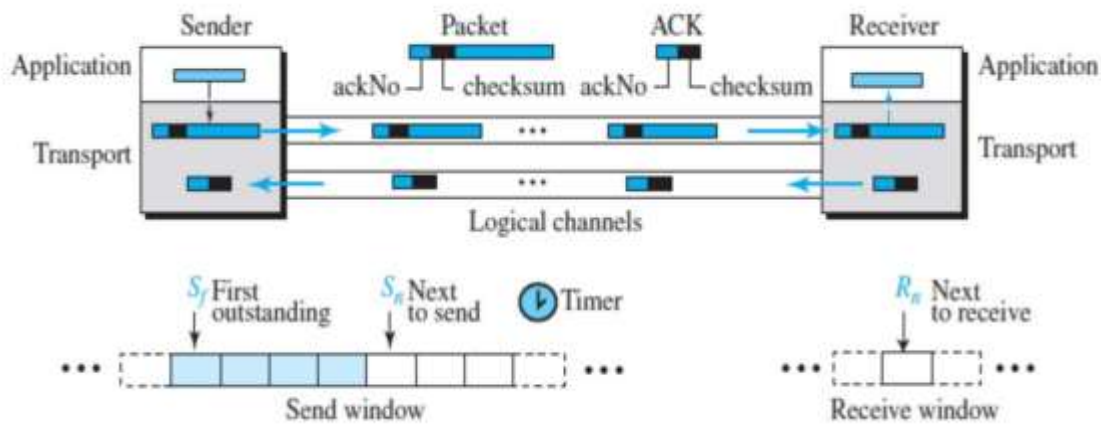 Sender
Packet
ACK
Receiver
Application
Application
ackNo
checksum
ackNo
checksum
Transport
Transport
Logical channels
Sf First
outstanding
Sn Next
to send
Timer
Rn Next
to receive
Send window
Receive window